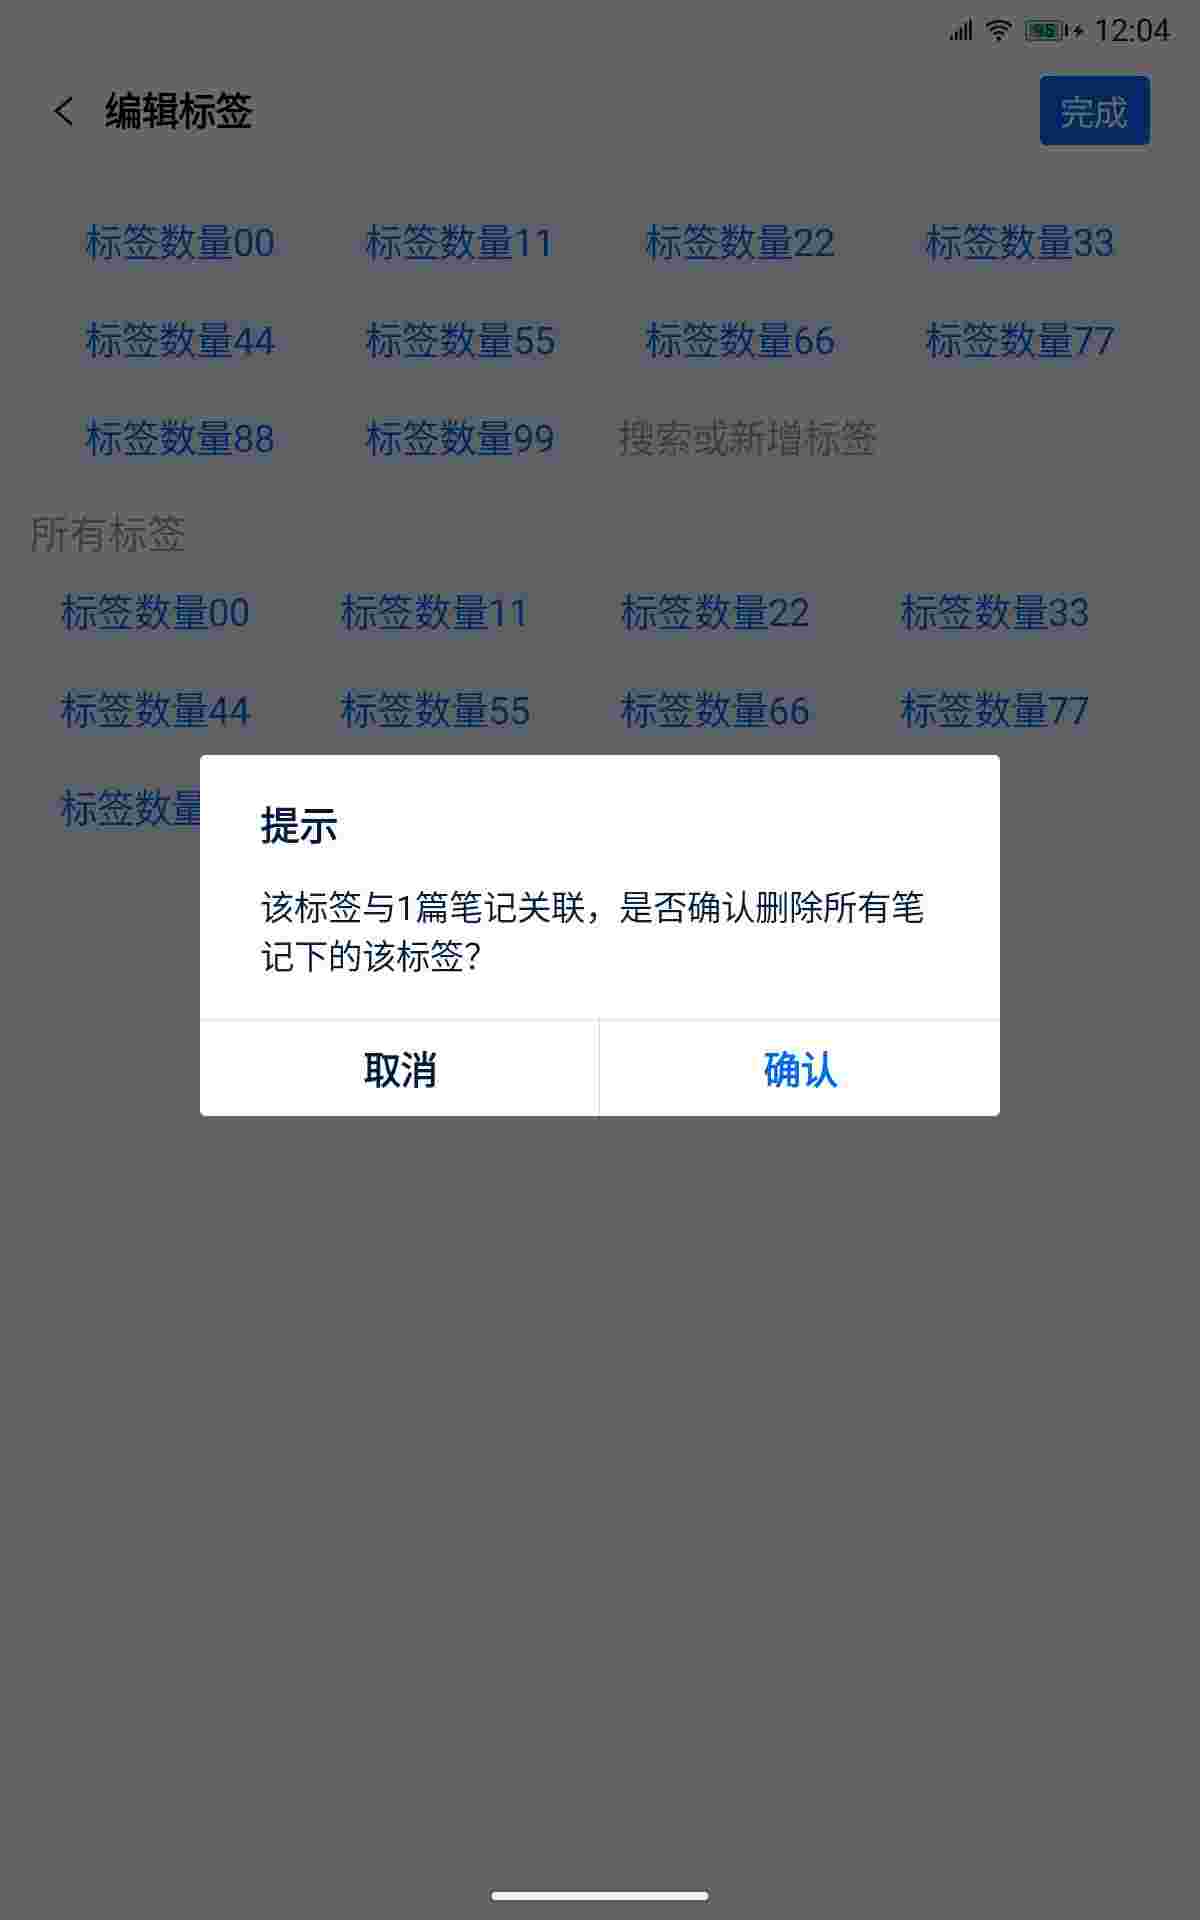 95 12:04
编辑标签 完成
标签数量00 标签数量11 标签数量22 标签数量33
标签数量44 标签数量55 标签数量66 标签数量77
标签数量88 标签数量99 搜索或新增标签
所有标签
标签数量00 标签数量11 标签数量22 标签数量33
标签数量44 标签数量55 标签数量66 标签数量77
标签数量
提示
该标签与1篇笔记关联，是否确认删除所有笔
记下的该标签？
取消 确认